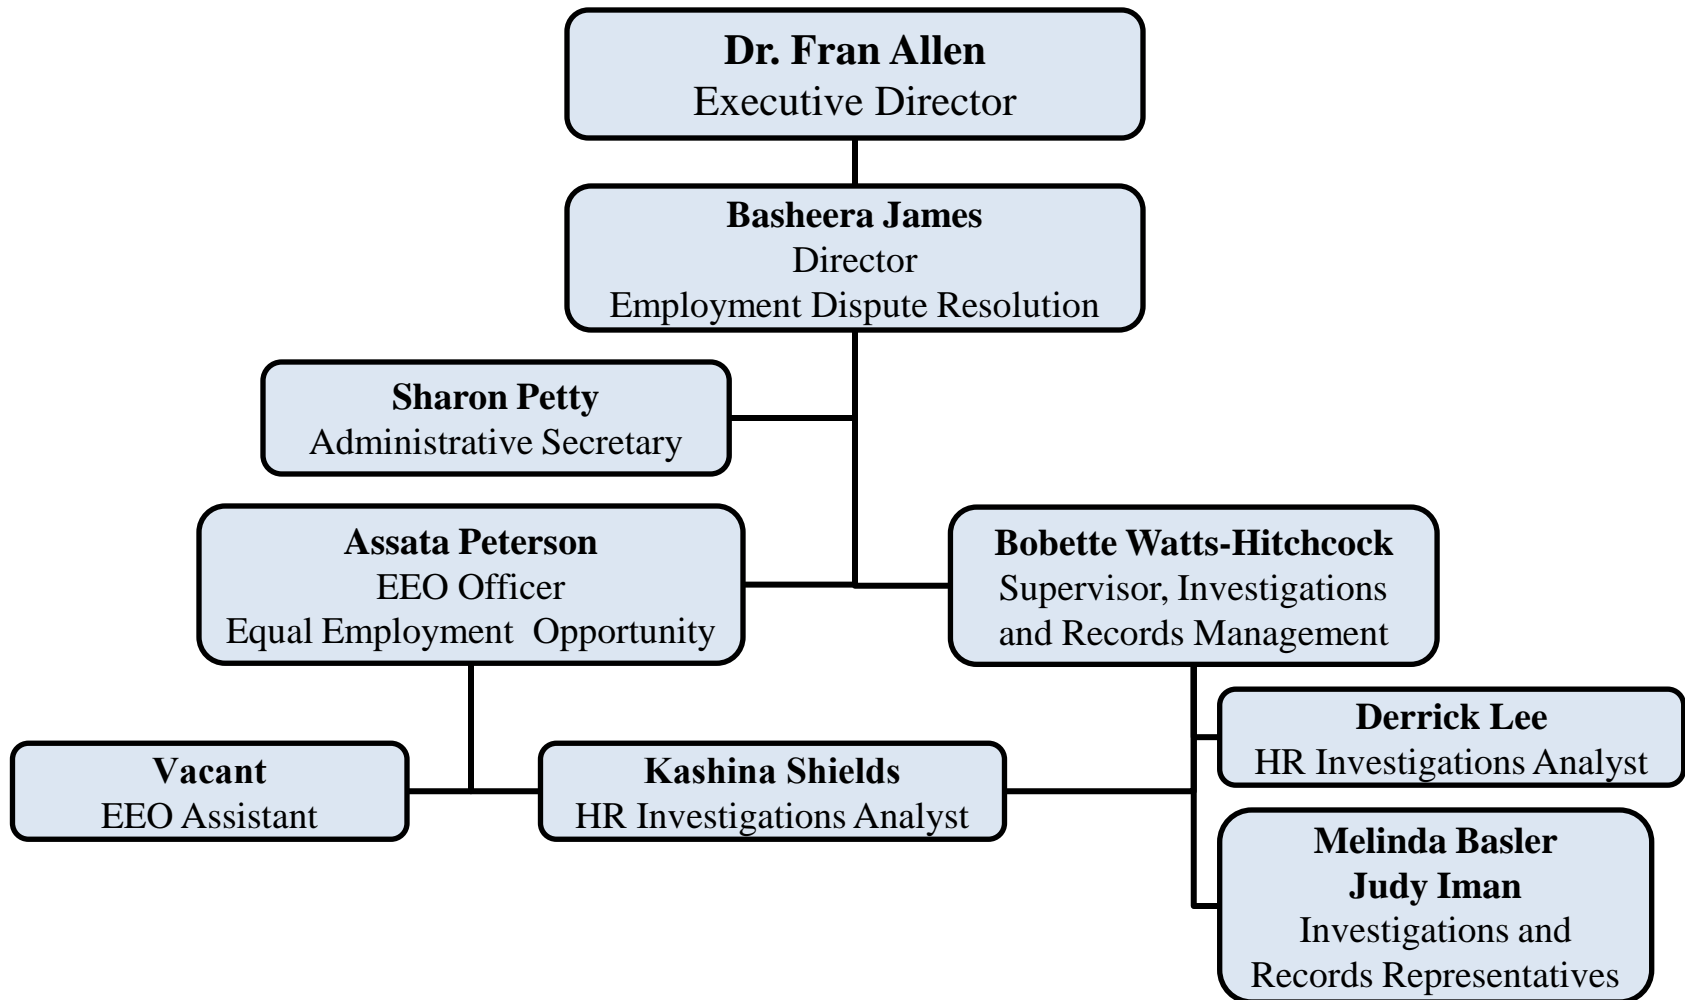 Dr. Fran Allen
Executive Director
Basheera James
Director
Employment Dispute Resolution
Sharon Petty
Administrative Secretary
Assata Peterson
EEO Officer
Equal Employment Opportunity
Bobette Watts-Hitchcock
Supervisor, Investigations
and Records Management
Vacant
EEO Assistant
Kashina Shields
HR Investigations Analyst
Derrick Lee
HR Investigations Analyst
Melinda Basler
Judy Iman
Investigations and
Records Representatives